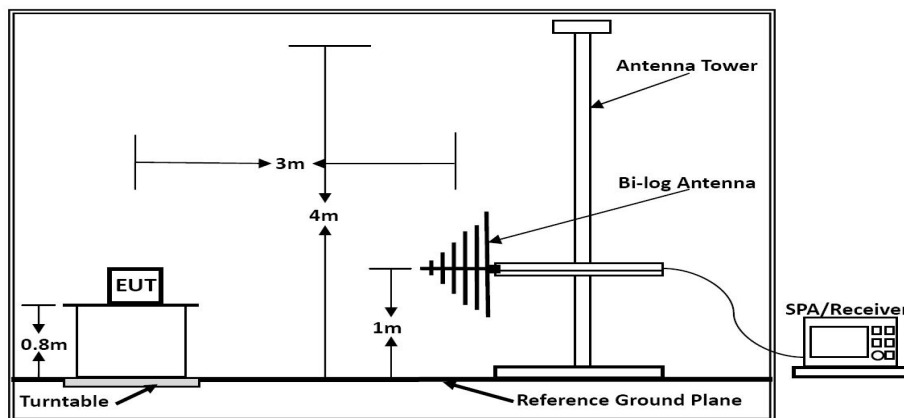 Antenna Tower
3m
Bi-log Antenna
4m
EUT
SPA/Receiver
1m
0.8m
Turntable
Reference Ground Plane